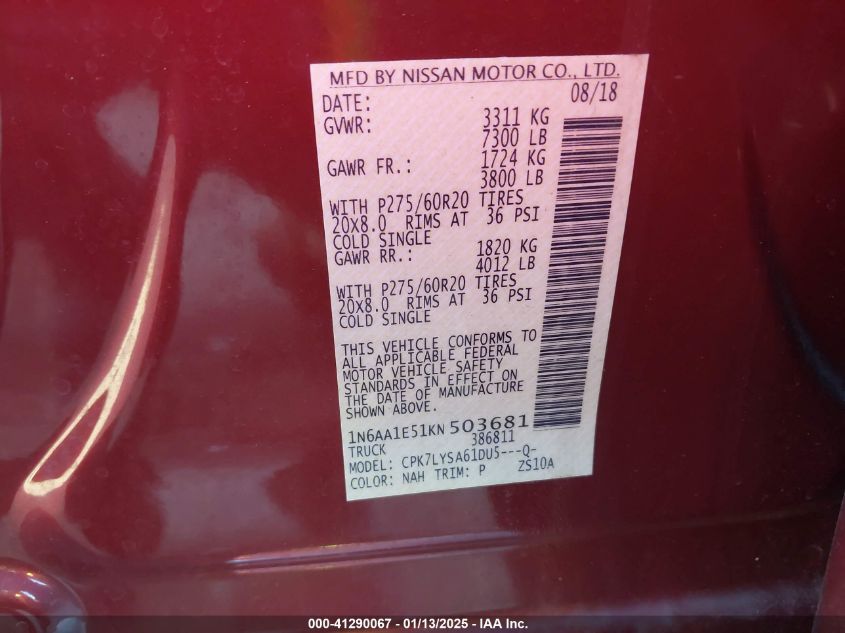 MFD BY NISSAN MOTOR CO., LTD.
DATE: 08/18
GVWR: 3311 KG
7300 LB
GAWR FR.: 1724 KG
3800 LB
WITH P275/60R20 TIRES
20X8.0 RIMS AT 36 PSI
COLD SINGLE
GAWR RR.: 1820 KG
4012 LB
WITH P275/60R20 TIRES
20X8.0 RIMS AT 36 PSI
COLD SINGLE
THIS VEHICLE CONFORMS TO
ALL APPLICABLE FEDERAL
MOTOR VEHICLE SAFETY
STANDARDS IN EFFECT ON
THE DATE OF MANUFACTURE
SHOWN ABOVE.
1N6AA1E51KN503681
TRUCK 386811
MODEL: CPK7LYSA61DU5---Q-
COLOR: NAH TRIM: P ZS10A
000-41290067 — 01/13/2025 — IAA Inc.